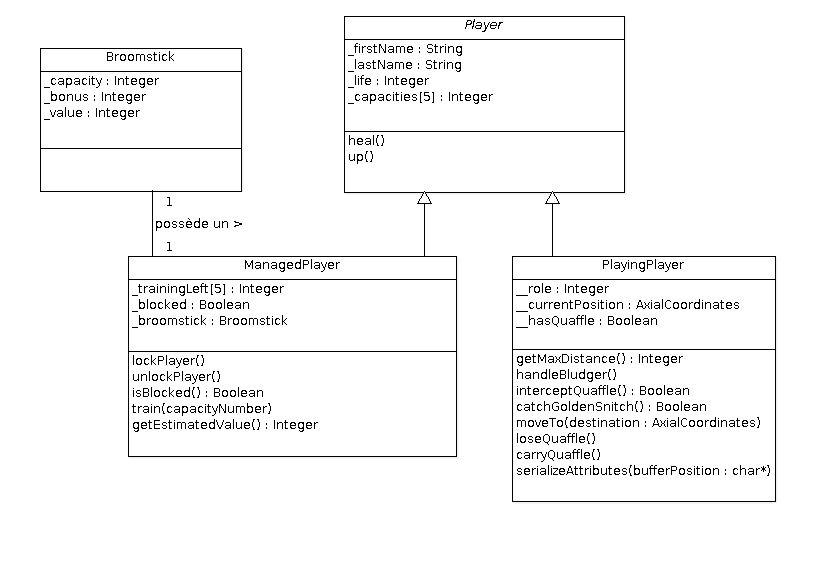 Broomstick
_capacity : Integer
_bonus : Integer
_value : Integer
Player
_firstName : String
_lastName : String
_life : Integer
_capacities[5] : Integer
heal()
up()
1
possède un >
1
ManagedPlayer
_trainingLeft[5] : Integer
_blocked : Boolean
_broomstick : Broomstick
lockPlayer()
unlockPlayer()
isBlocked() : Boolean
train(capacityNumber)
getEstimatedValue() : Integer
PlayingPlayer
__role : Integer
__currentPosition : AxialCoordinates
__hasQuaffle : Boolean
getMaxDistance() : Integer
handleBludger()
interceptQuaffle() : Boolean
catchGoldenSnitch() : Boolean
moveTo(destination : AxialCoordinates)
loseQuaffle()
carryQuaffle()
serializeAttributes(bufferPosition : char*)